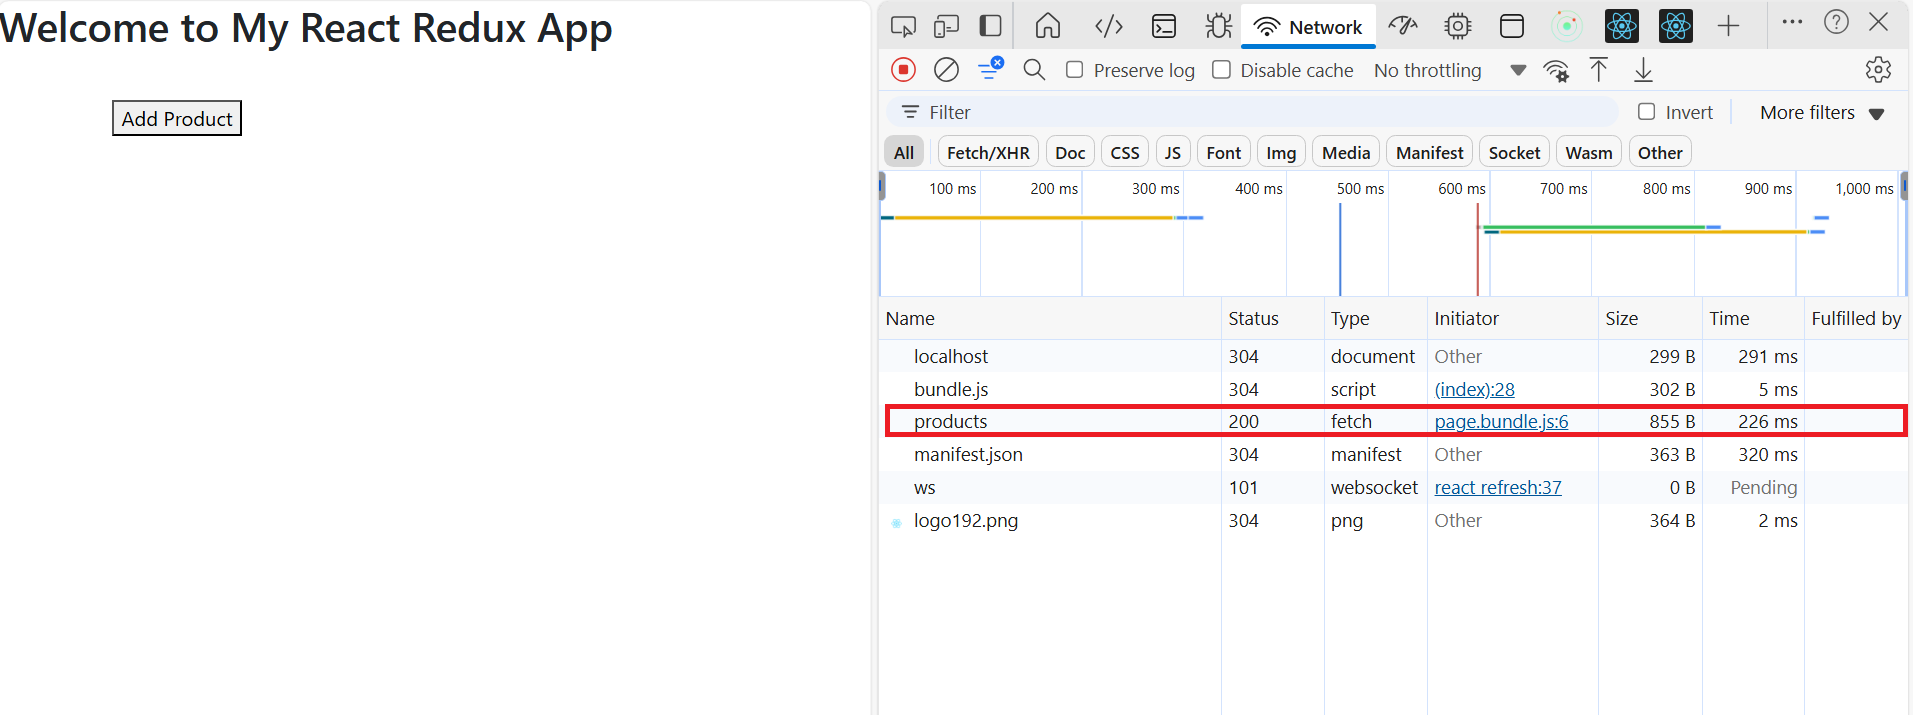 Welcome to My React Redux App
Add Product
Network
Preserve log Disable cache No throttling
Filter Invert More filters
All Fetch/XHR Doc CSS JS Font Img Media Manifest Socket Wasm Other
100 ms 200 ms 300 ms 400 ms 500 ms 600 ms 700 ms 800 ms 900 ms 1,000 ms
Name Status Type Initiator Size Time Fulfilled by
localhost 304 document Other 299 B 291 ms
bundle.js 304 script (index):28 302 B 5 ms
products 200 fetch page.bundle.js:6 855 B 226 ms
manifest.json 304 manifest Other 363 B 320 ms
ws 101 websocket react refresh:37 0 B Pending
logo192.png 304 png Other 364 B 2 ms